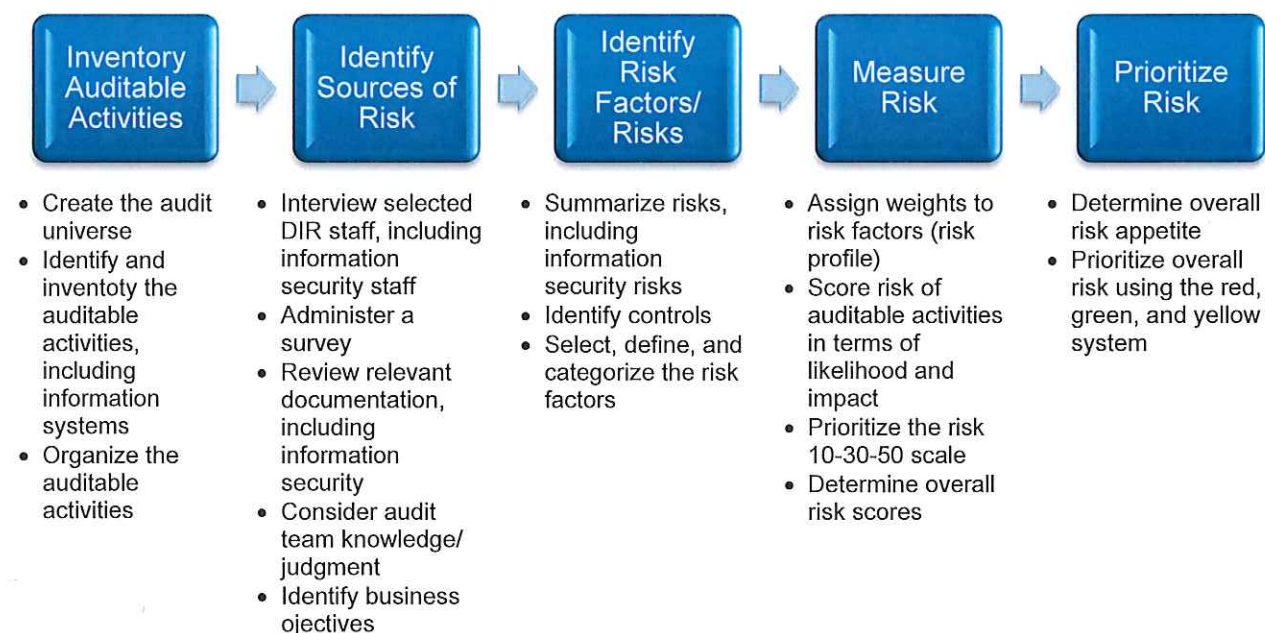 Inventory
Auditable
Activities
Identify
Sources of
Risk
Identify
Risk
Factors/
Risks
Measure
Risk
Prioritize
Risk
• Create the audit
universe
• Identify and
inventoty the
auditable
activities,
including
information
systems
• Organize the
auditable
activities
• Interview selected
DIR staff, including
information
security staff
• Administer a
survey
• Review relevant
documentation,
including
information
security
• Consider audit
team knowledge/
judgment
• Identify business
ojectives
• Summarize risks,
including
information
security risks
• Identify controls
• Select, define, and
categorize the risk
factors
• Assign weights to
risk factors (risk
profile)
• Score risk of
auditable activities
in terms of
likelihood and
impact
• Prioritize the risk
10-30-50 scale
• Determine overall
risk scores
• Determine overall
risk appetite
• Prioritize overall
risk using the red,
green, and yellow
system